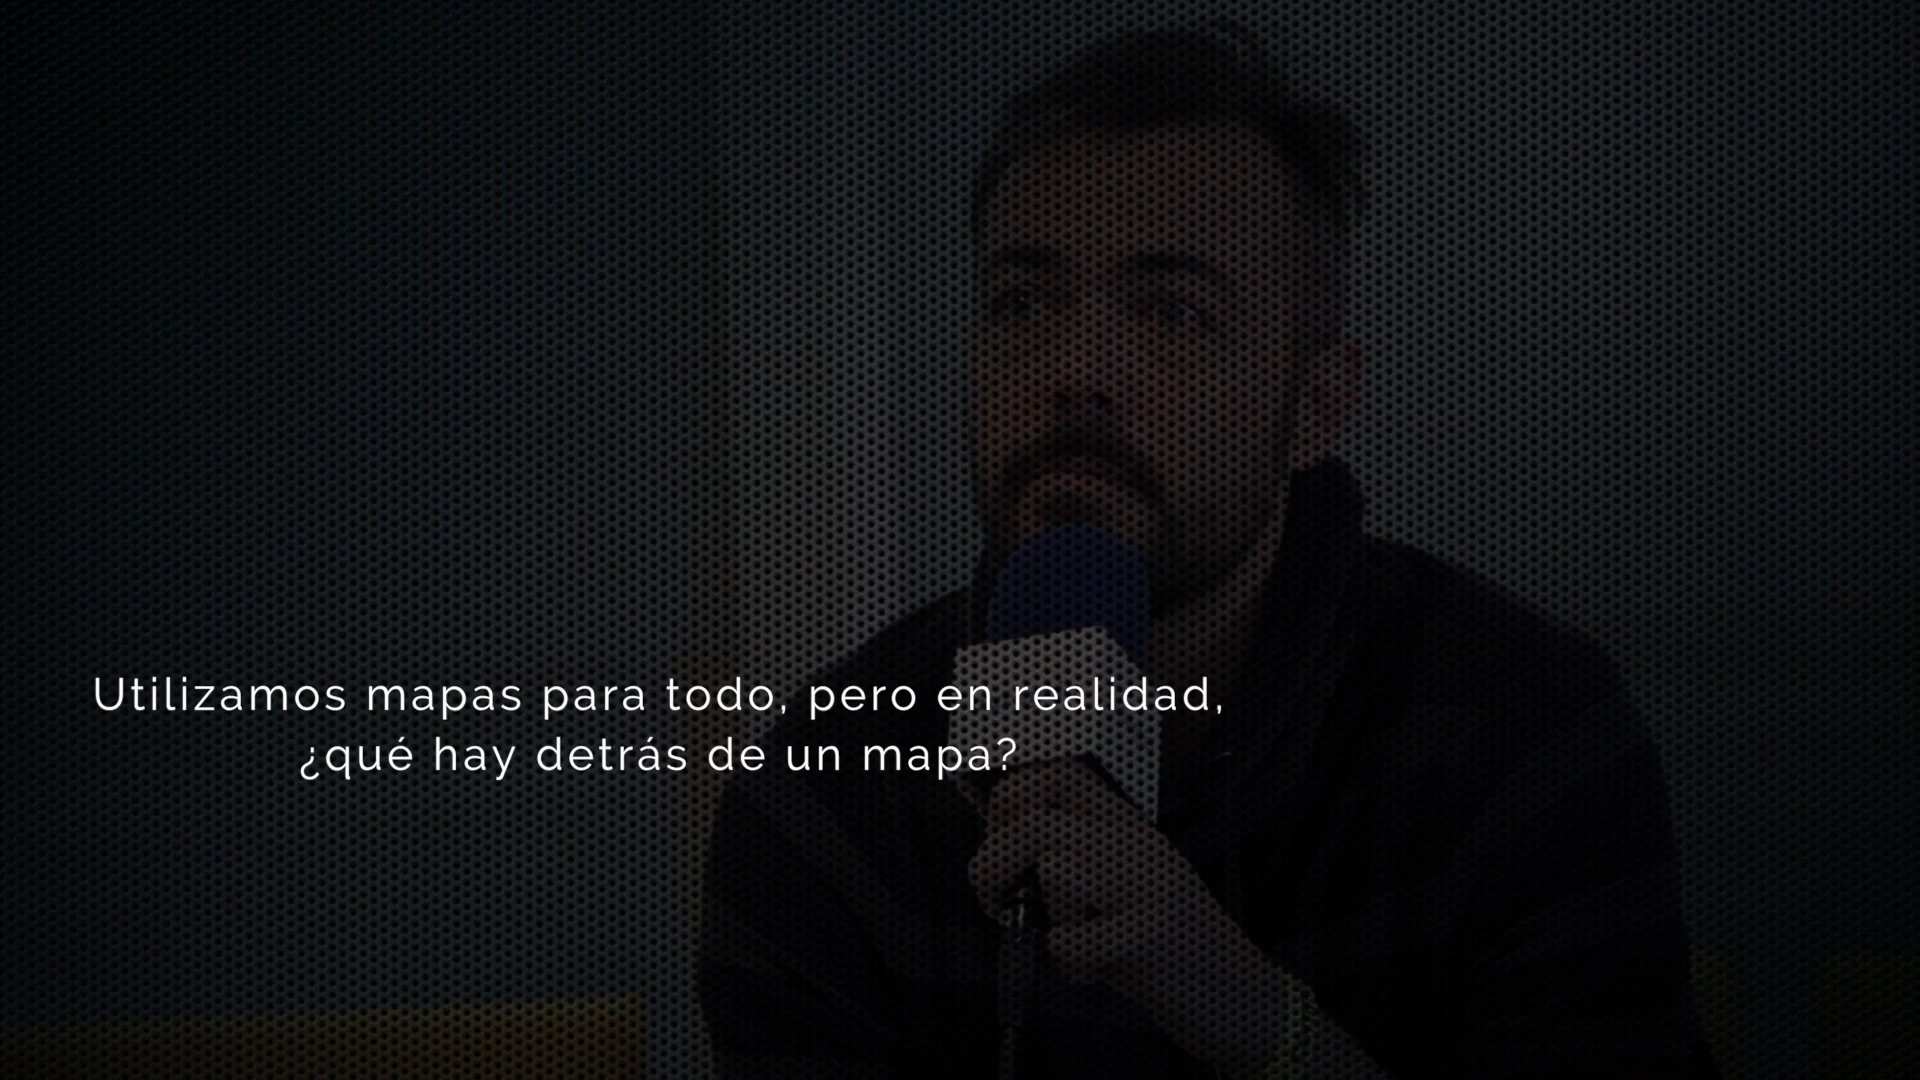 Utilizamos mapas para todo, pero en realidad,
¿qué hay detrás de un mapa?